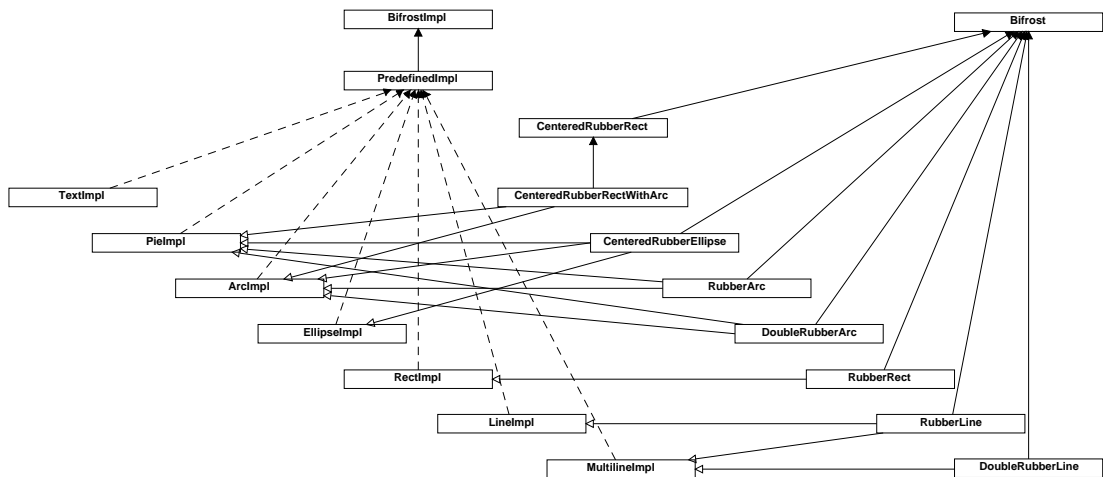 BifrostImpl
Bifrost
PredefinedImpl
CenteredRubberRect
TextImpl
CenteredRubberRectWithArc
PieImpl
CenteredRubberEllipse
ArcImpl
RubberArc
EllipseImpl
DoubleRubberArc
RectImpl
RubberRect
LineImpl
RubberLine
MultilineImpl
DoubleRubberLine